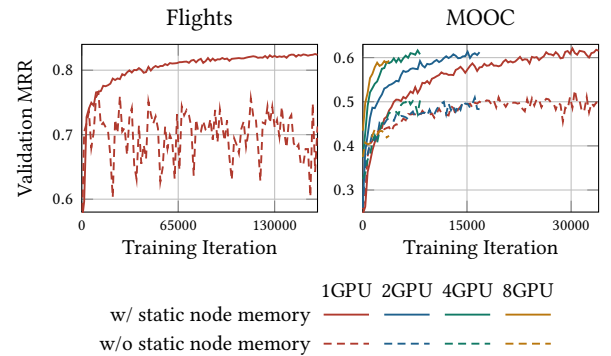 Flights MOOC
Validation MRR
0.8
0.7
0.6
0.6
0.5
0.4
0.3
0 65000 130000 0 15000 30000
Training Iteration Training Iteration
1GPU 2GPU 4GPU 8GPU
w/ static node memory
w/o static node memory